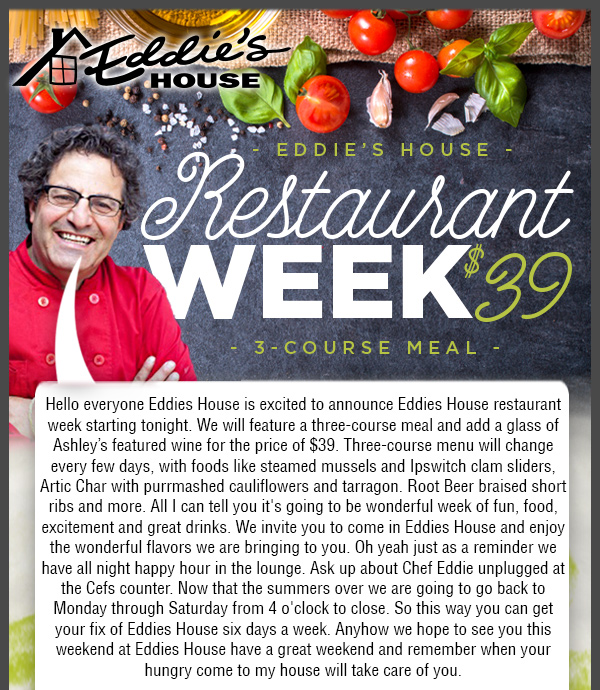 Eddie's
HOUSE
- EDDIE'S HOUSE -
Restaurant
WEEK $39
- 3-COURSE MEAL -
Hello everyone Eddies House is excited to announce Eddies House restaurant
week starting tonight. We will feature a three-course meal and add a glass of
Ashley's featured wine for the price of $39. Three-course menu will change
every few days, with foods like steamed mussels and Ipswitch clam sliders,
Artic Char with purrmashed cauliflowers and tarragon. Root Beer braised short
ribs and more. All I can tell you it's going to be wonderful week of fun, food,
excitement and great drinks. We invite you to come in Eddies House and enjoy
the wonderful flavors we are bringing to you. Oh yeah just as a reminder we
have all night happy hour in the lounge. Ask up about Chef Eddie unplugged at
the Cefs counter. Now that the summers over we are going to go back to
Monday through Saturday from 4 o'clock to close. So this way you can get
your fix of Eddies House six days a week. Anyhow we hope to see you this
weekend at Eddies House have a great weekend and remember when your
hungry come to my house will take care of you.